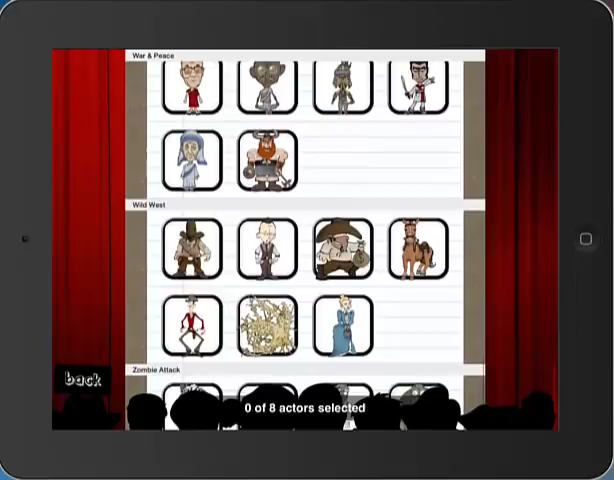 War & Peace
Wild West
Zombie Attack
back
0 of 8 actors selected